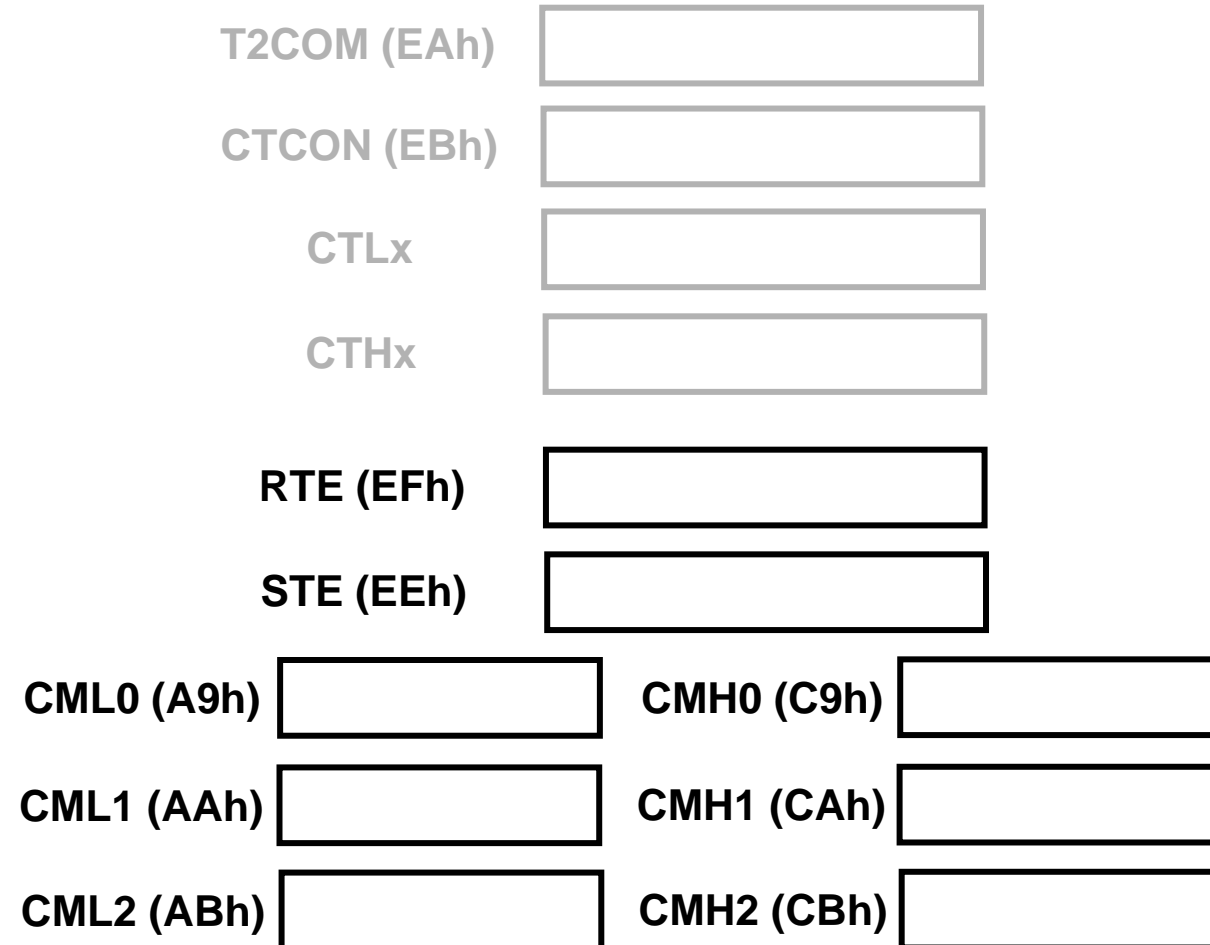 T2COM (EAh)
CTCON (EBh)
CTLx
CTHx
RTE (EFh)
STE (EEh)
CML0 (A9h) CMH0 (C9h)
CML1 (AAh) CMH1 (CAh)
CML2 (ABh) CMH2 (CBh)